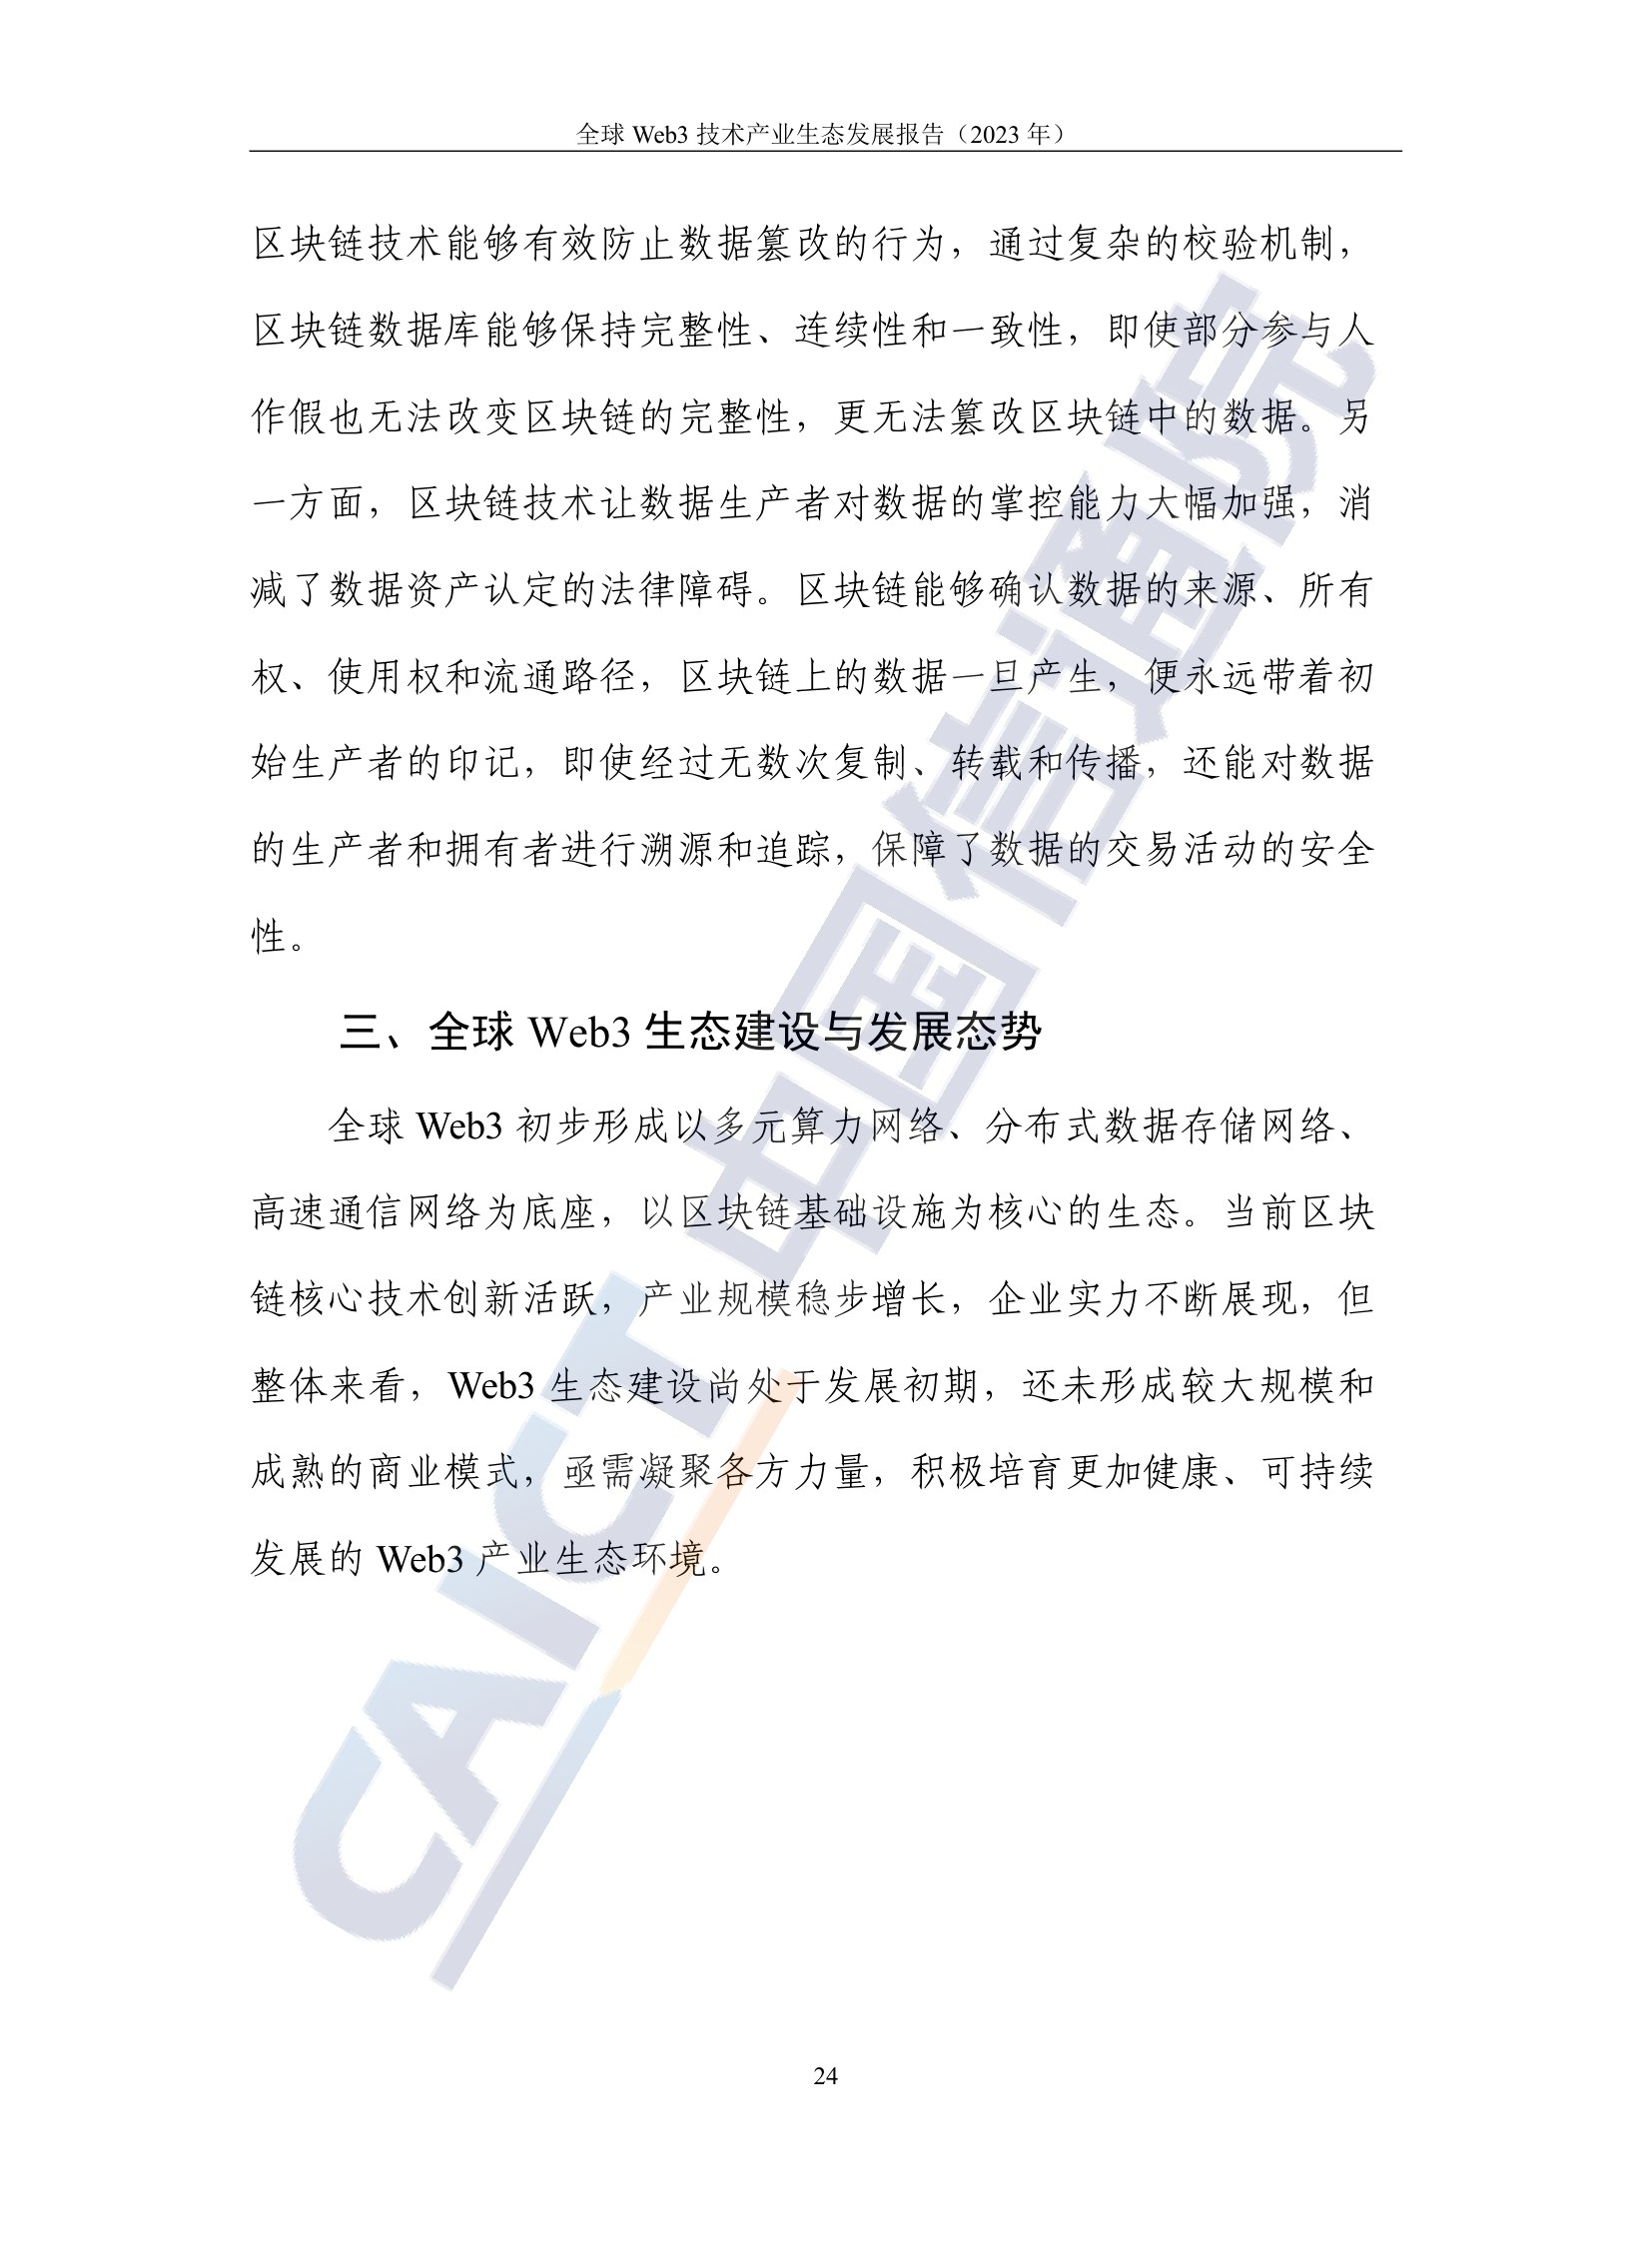 全球 Web3 技术产业生态发展报告（2023 年）
区块链技术能够有效防止数据篡改的行为，通过复杂的校验机制，
区块链数据库能够保持完整性、连续性和一致性，即使部分参与人
作假也无法改变区块链的完整性，更无法篡改区块链中的数据。另
一方面，区块链技术让数据生产者对数据的掌控能力大幅加强，消
减了数据资产认定的法律障碍。区块链能够确认数据的来源、所有
权、使用权和流通路径，区块链上的数据一旦产生，便永远带着初
始生产者的印记，即使经过无数次复制、转载和传播，还能对数据
的生产者和拥有者进行溯源和追踪，保障了数据的交易活动的安全
性。
三、全球 Web3 生态建设与发展态势
全球 Web3 初步形成以多元算力网络、分布式数据存储网络、
高速通信网络为底座，以区块链基础设施为核心的生态。当前区块
链核心技术创新活跃，产业规模稳步增长，企业实力不断展现，但
整体来看，Web3 生态建设尚处于发展初期，还未形成较大规模和
成熟的商业模式，亟需凝聚各方力量，积极培育更加健康、可持续
发展的 Web3 产业生态环境。
CAICT 中国信通院
24